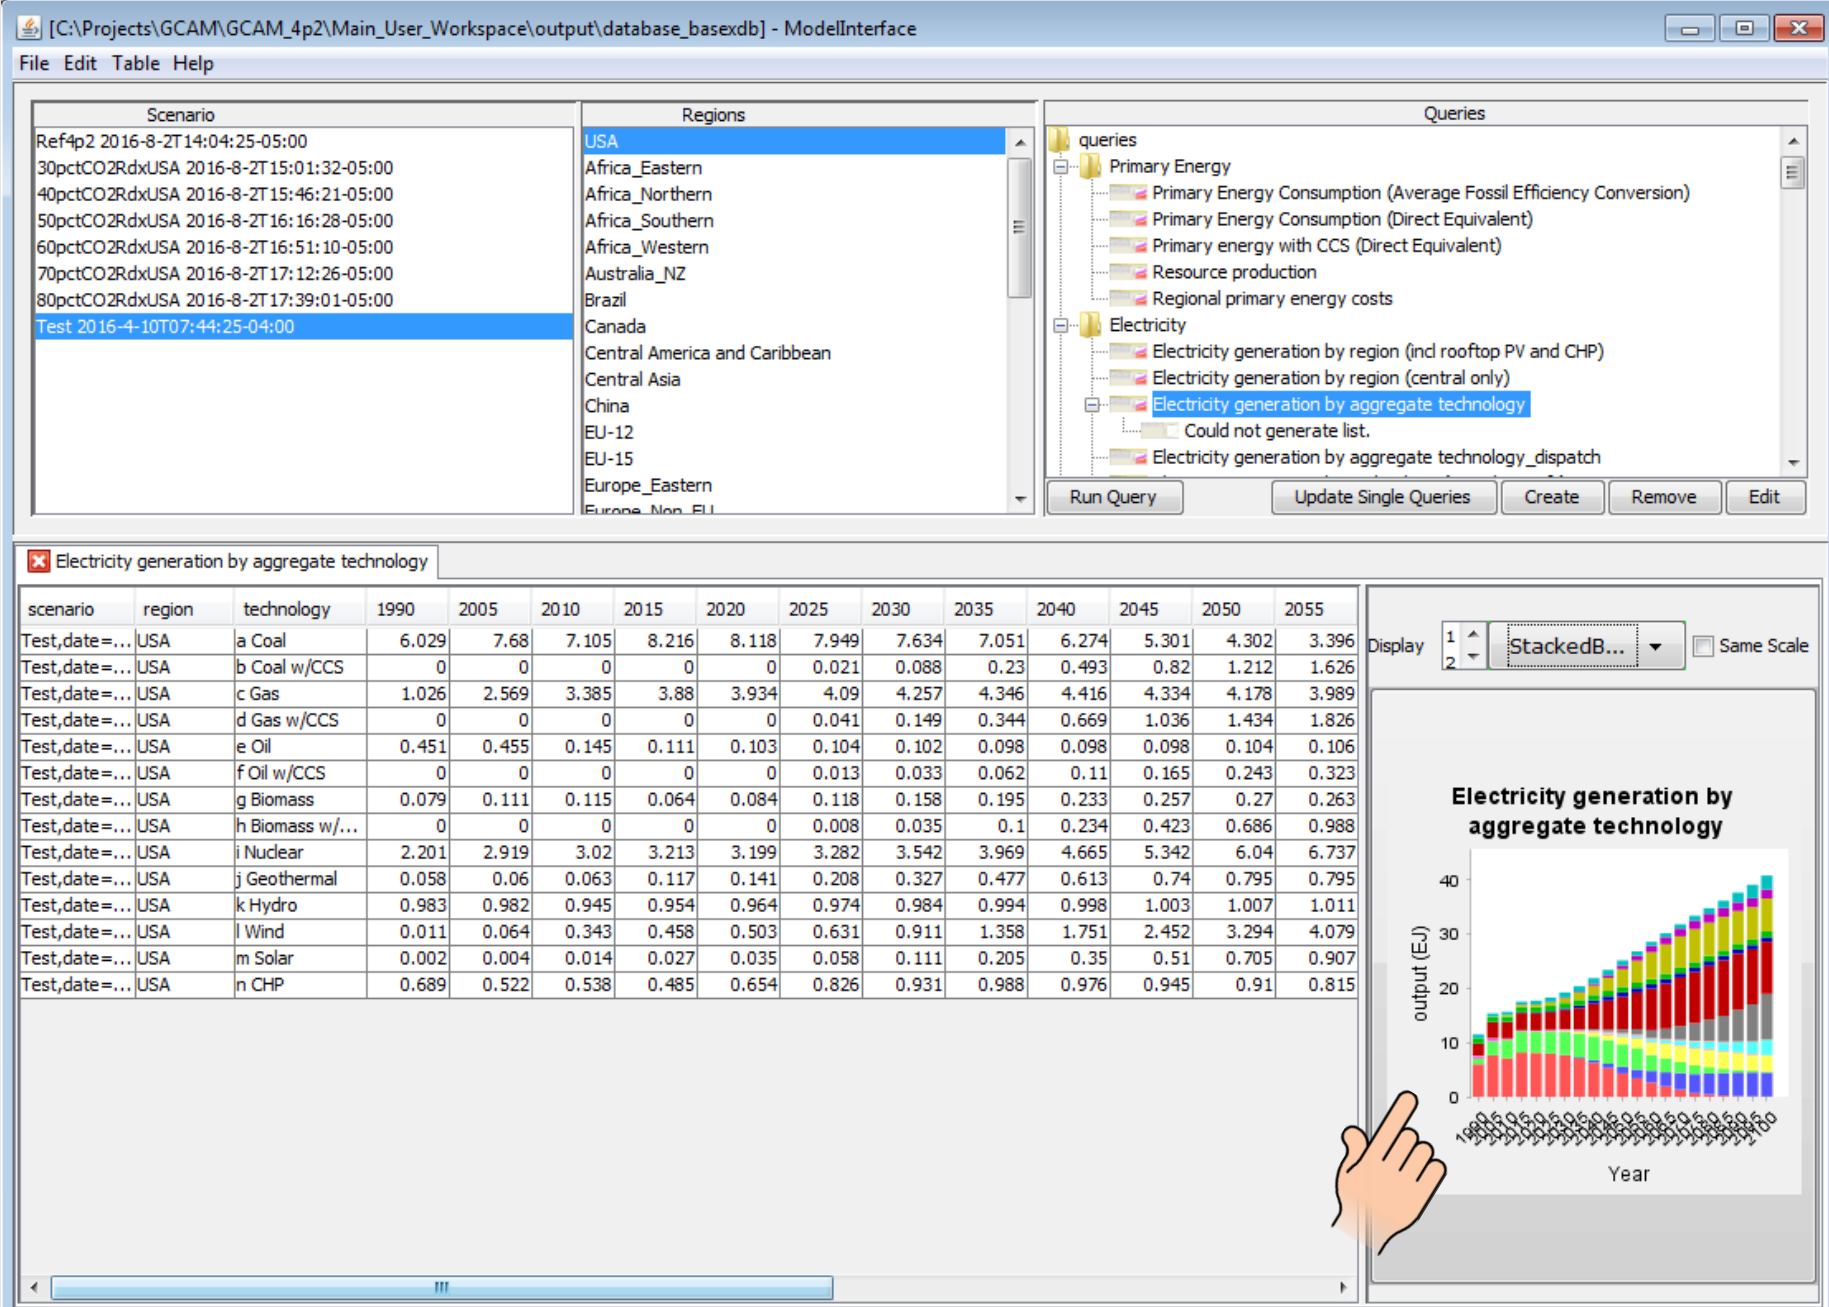 [C:\Projects\GCAM\GCAM_4p2\Main_User_Workspace\output\database_basexdb] - ModelInterface
File Edit Table Help
Scenario
Ref4p2 2016-8-2T14:04:25-05:00
30pctCO2RdxUSA 2016-8-2T15:01:32-05:00
40pctCO2RdxUSA 2016-8-2T15:46:21-05:00
50pctCO2RdxUSA 2016-8-2T16:16:28-05:00
60pctCO2RdxUSA 2016-8-2T16:51:10-05:00
70pctCO2RdxUSA 2016-8-2T17:12:26-05:00
80pctCO2RdxUSA 2016-8-2T17:39:01-05:00
Test 2016-4-10T07:44:25-04:00
Regions
USA
Africa_Eastern
Africa_Northern
Africa_Southern
Africa_Western
Australia_NZ
Brazil
Canada
Central America and Caribbean
Central Asia
China
EU-12
EU-15
Europe_Eastern
Europe_Non_EU
Queries
queries
Primary Energy
Primary Energy Consumption (Average Fossil Efficiency Conversion)
Primary Energy Consumption (Direct Equivalent)
Primary energy with CCS (Direct Equivalent)
Resource production
Regional primary energy costs
Electricity
Electricity generation by region (incl rooftop PV and CHP)
Electricity generation by region (central only)
Electricity generation by aggregate technology
Could not generate list.
Electricity generation by aggregate technology_dispatch
Run Query Update Single Queries Create Remove Edit
Electricity generation by aggregate technology
scenario region technology 1990 2005 2010 2015 2020 2025 2030 2035 2040 2045 2050 2055
Test,date=... USA a Coal 6.029 7.68 7.105 8.216 8.118 7.949 7.634 7.051 6.274 5.301 4.302 3.396
Test,date=... USA b Coal w/CCS 0 0 0 0 0 0.021 0.088 0.23 0.493 0.82 1.212 1.626
Test,date=... USA c Gas 1.026 2.569 3.385 3.88 3.934 4.09 4.257 4.346 4.416 4.334 4.178 3.989
Test,date=... USA d Gas w/CCS 0 0 0 0 0 0.041 0.149 0.344 0.669 1.036 1.434 1.826
Test,date=... USA e Oil 0.451 0.455 0.145 0.111 0.103 0.104 0.102 0.098 0.098 0.098 0.104 0.106
Test,date=... USA f Oil w/CCS 0 0 0 0 0 0.013 0.033 0.062 0.11 0.165 0.243 0.323
Test,date=... USA g Biomass 0.079 0.111 0.115 0.064 0.084 0.118 0.158 0.195 0.233 0.257 0.27 0.263
Test,date=... USA h Biomass w/... 0 0 0 0 0 0.008 0.035 0.1 0.234 0.423 0.686 0.988
Test,date=... USA i Nuclear 2.201 2.919 3.02 3.213 3.199 3.282 3.542 3.969 4.665 5.342 6.04 6.737
Test,date=... USA j Geothermal 0.058 0.06 0.063 0.117 0.141 0.208 0.327 0.477 0.613 0.74 0.795 0.795
Test,date=... USA k Hydro 0.983 0.982 0.945 0.954 0.964 0.974 0.984 0.994 0.998 1.003 1.007 1.011
Test,date=... USA l Wind 0.011 0.064 0.343 0.458 0.503 0.631 0.911 1.358 1.751 2.452 3.294 4.079
Test,date=... USA m Solar 0.002 0.004 0.014 0.027 0.035 0.058 0.111 0.205 0.35 0.51 0.705 0.907
Test,date=... USA n CHP 0.689 0.522 0.538 0.485 0.654 0.826 0.931 0.988 0.976 0.945 0.91 0.815
Display 1 2 StackedB... Same Scale
Electricity generation by
aggregate technology
output (EJ)
40
30
20
10
0
1990 2005 2010 2015 2020 2025 2030 2035 2040 2045 2050 2055 2060 2065 2070 2075 2080 2085 2090 2095 2100
Year